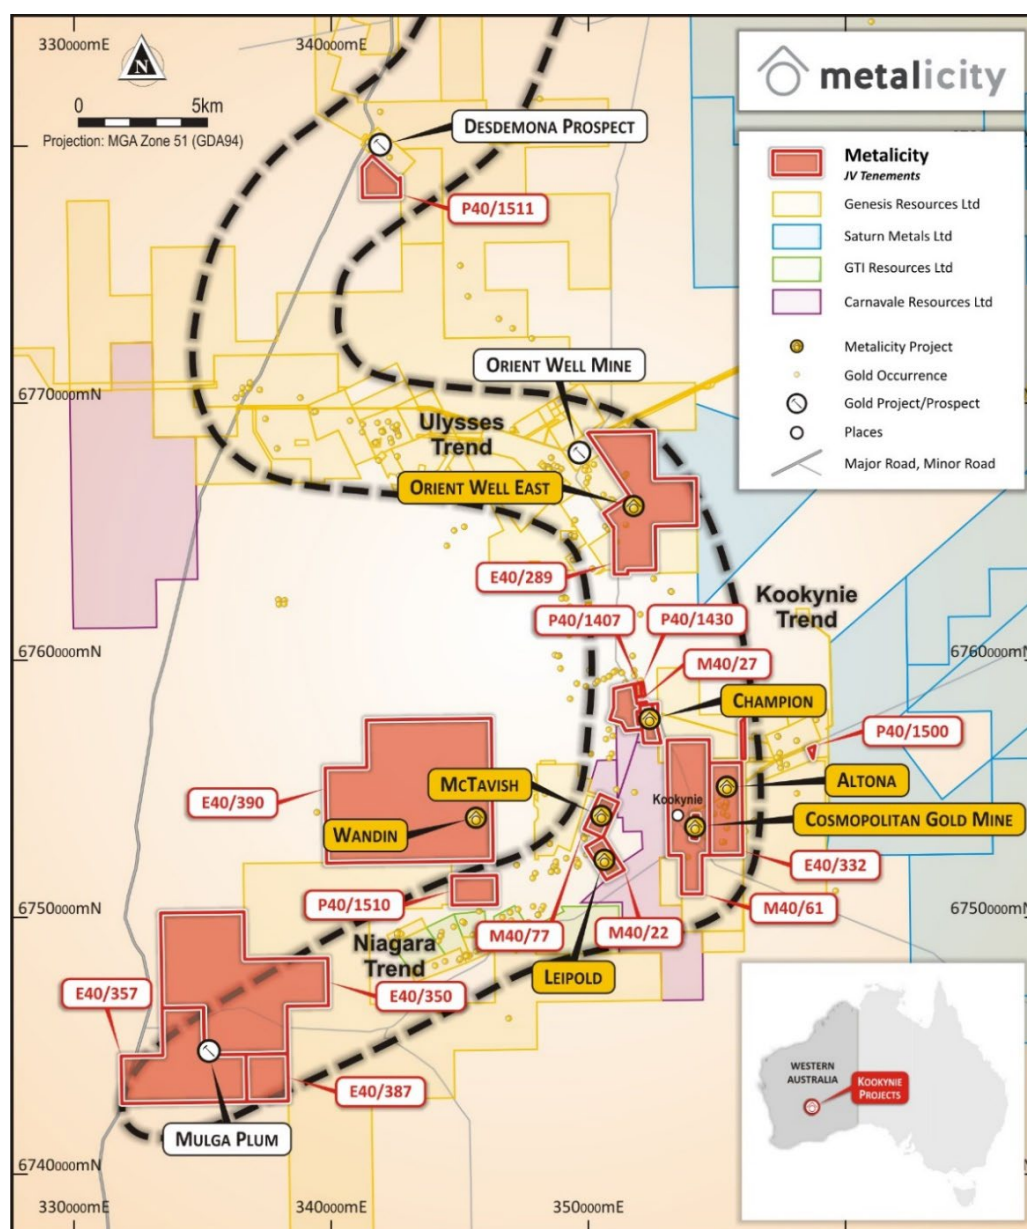 330000mE
340000mE
N
0 5km
Projection: MGA Zone 51 (GDA94)
metalicity
DESDEMONA PROSPECT
P40/1511
Metalicity
JV Tenements
Genesis Resources Ltd
Saturn Metals Ltd
GTI Resources Ltd
Carnavale Resources Ltd
Metalicity Project
Gold Occurrence
Gold Project/Prospect
Places
Major Road, Minor Road
ORIENT WELL MINE
6770000mN
Ulysses
Trend
ORIENT WELL EAST
E40/289
Kookynie
Trend
P40/1407
P40/1430
6760000mN
6760000mN
M40/27
CHAMPION
P40/1500
MCTAVISH
ALTONA
E40/390
Kookynie
WANDIN
COSMOPOLITAN GOLD MINE
E40/332
P40/1510
M40/61
6750000mN
6750000mN
M40/77
M40/22
Niagara
Trend
LEIPOLD
E40/357
E40/350
E40/387
MULGA PLUM
WESTERN
AUSTRALIA
KOOKYNIE
PROJECTS
6740000mN
330000mE
340000mE
350000mE